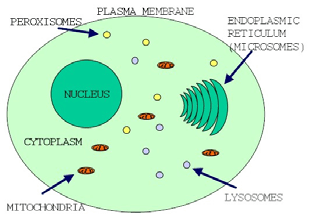 PLASMA MEMBRANE
PEROXISOMES
ENDOPLASMIC
RETICULUM
(MICROSOMES)
NUCLEUS
CYTOPLASM
MITOCHONDRIA
LYSOSOMES